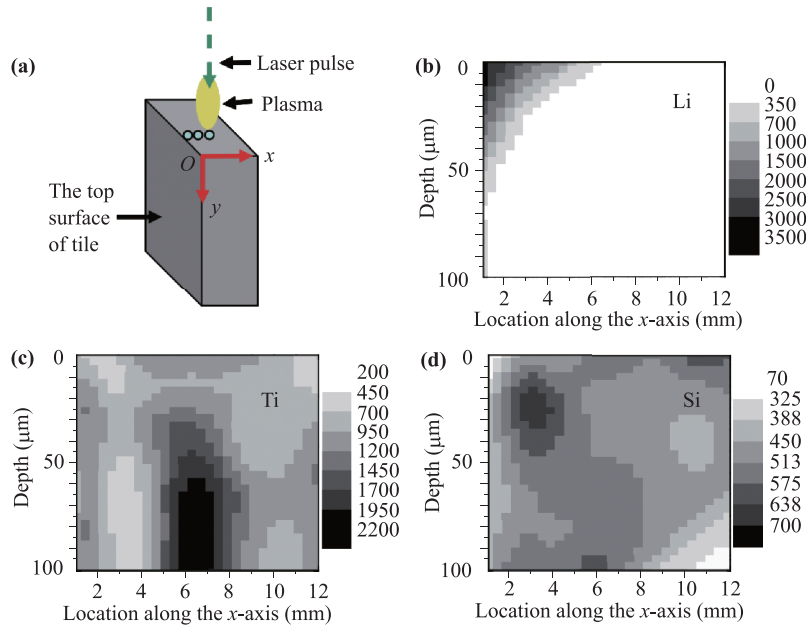 (a)
Laser pulse
Plasma
O
x
y
The top
surface
of tile
(b)
Li
0
50
100
Depth (μm)
2 4 6 8 10 12
Location along the x-axis (mm)
0
350
700
1000
1500
2000
2500
3000
3500
(c)
Ti
0
50
100
Depth (μm)
2 4 6 8 10 12
Location along the x-axis (mm)
200
450
700
950
1200
1450
1700
1950
2200
(d)
Si
0
50
100
Depth (μm)
2 4 6 8 10 12
Location along the x-axis (mm)
70
325
388
450
513
575
638
700